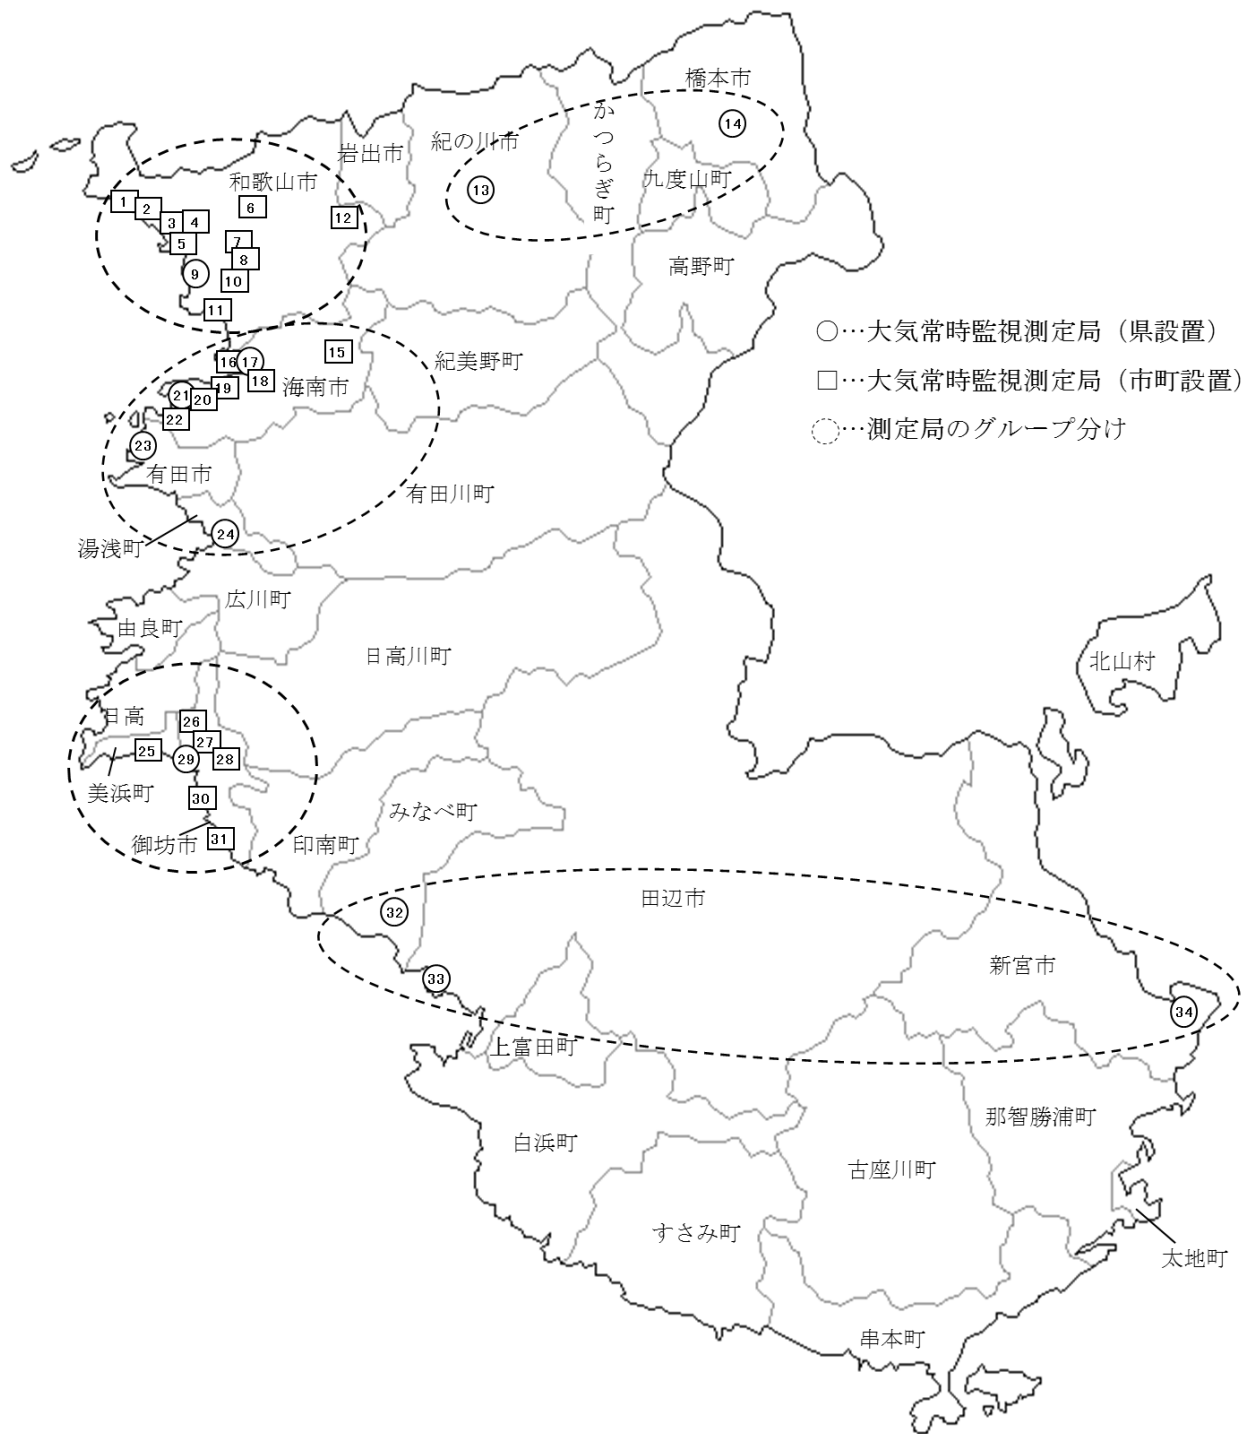 橋本市
かつらぎ町
14
紀の川市
岩出市
九度山町
和歌山市
13
1
2
3
4
5
6
7
8
9
10
11
12
高野町
○…大気常時監視測定局（県設置）
□…大気常時監視測定局（市町設置）
…測定局のグループ分け
15
16
17
18
19
20
21
22
23
24
海南市
紀美野町
有田市
有田川町
湯浅町
広川町
由良町
日高川町
北山村
日高
25
26
27
28
29
30
31
美浜町
御坊市
印南町
みなべ町
田辺市
32
33
新宮市
34
上富田町
那智勝浦町
白浜町
古座川町
すさみ町
太地町
串本町